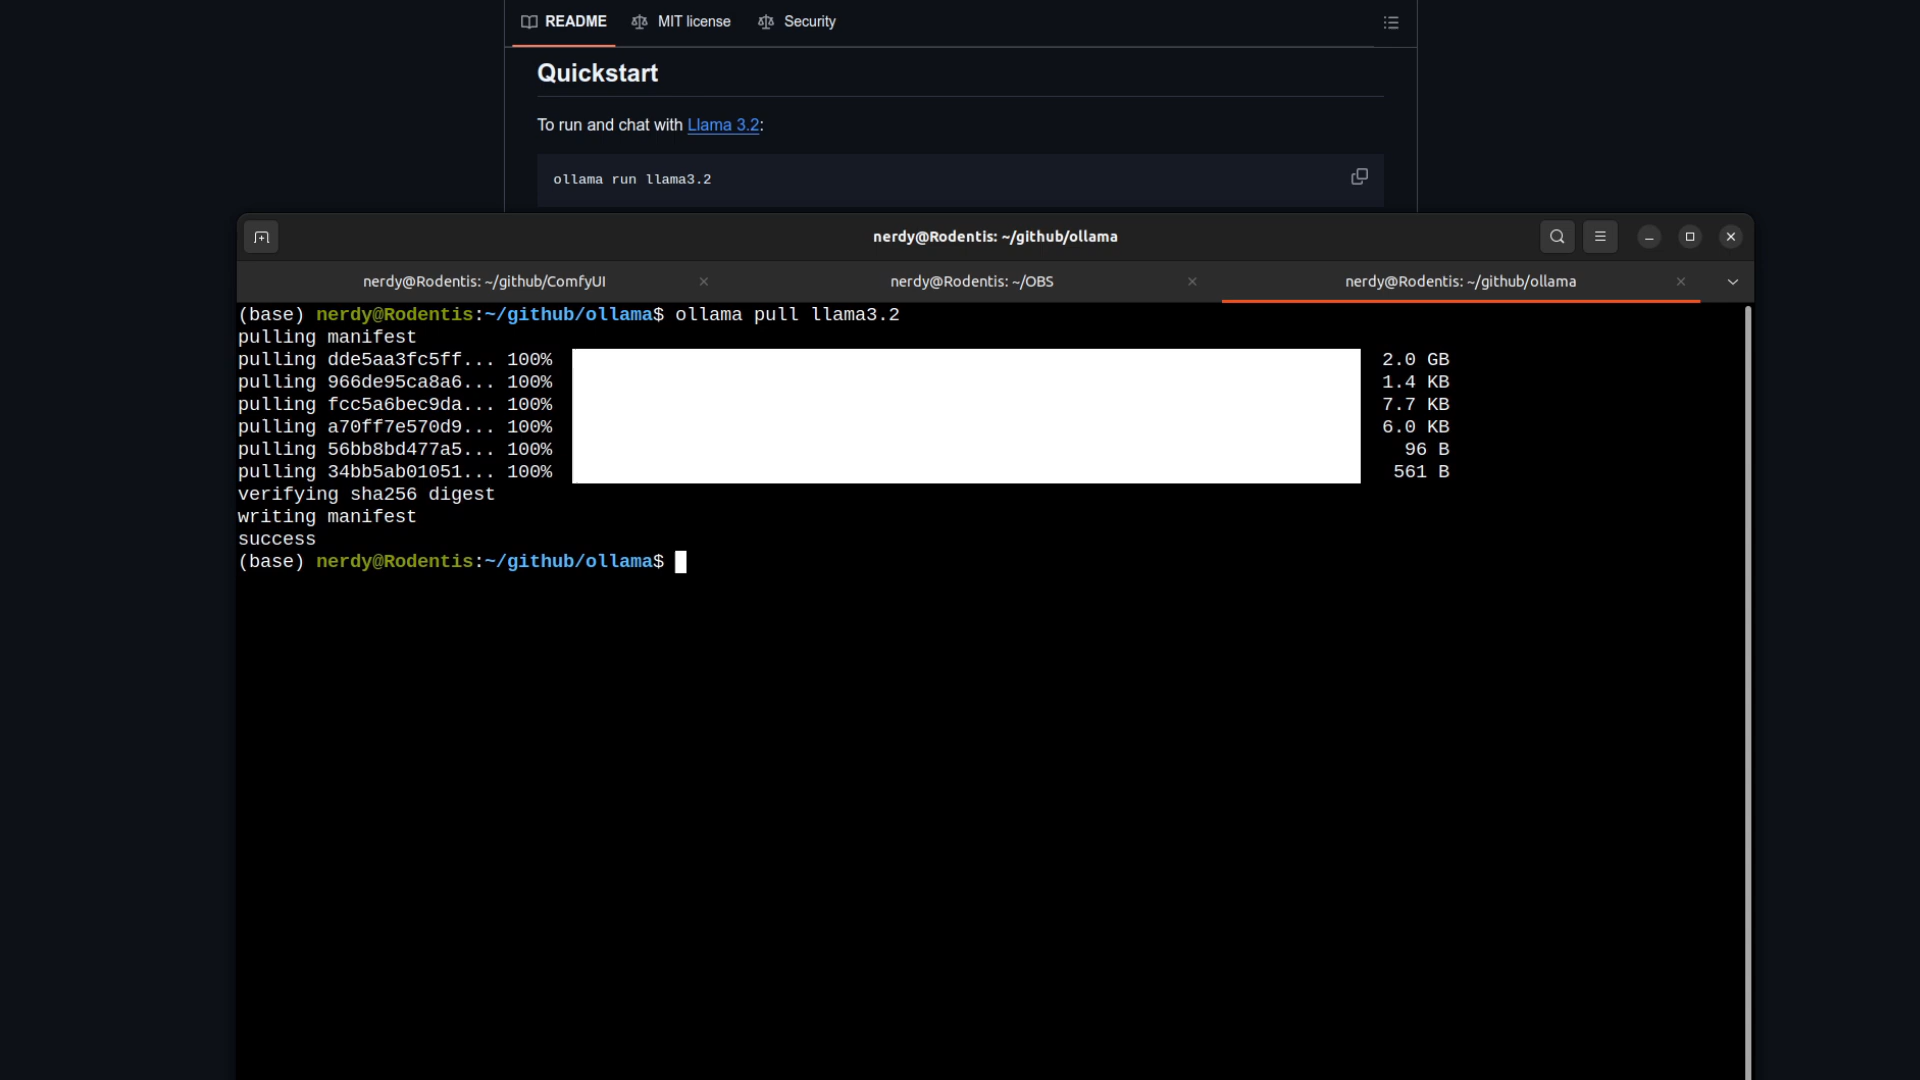 README MIT license Security
Quickstart
To run and chat with Llama 3.2:
ollama run llama3.2
nerdy@Rodentis: ~/github/ollama
nerdy@Rodentis: ~/github/ComfyUI nerdy@Rodentis: ~/OBS nerdy@Rodentis: ~/github/ollama
(base) nerdy@Rodentis:~/github/ollama$ ollama pull llama3.2
pulling manifest
pulling dde5aa3fc5ff... 100% 2.0 GB
pulling 966de95ca8a6... 100% 1.4 KB
pulling fcc5a6bec9da... 100% 7.7 KB
pulling a70ff7e570d9... 100% 6.0 KB
pulling 56bb8bd477a5... 100% 96 B
pulling 34bb5ab01051... 100% 561 B
verifying sha256 digest
writing manifest
success
(base) nerdy@Rodentis:~/github/ollama$